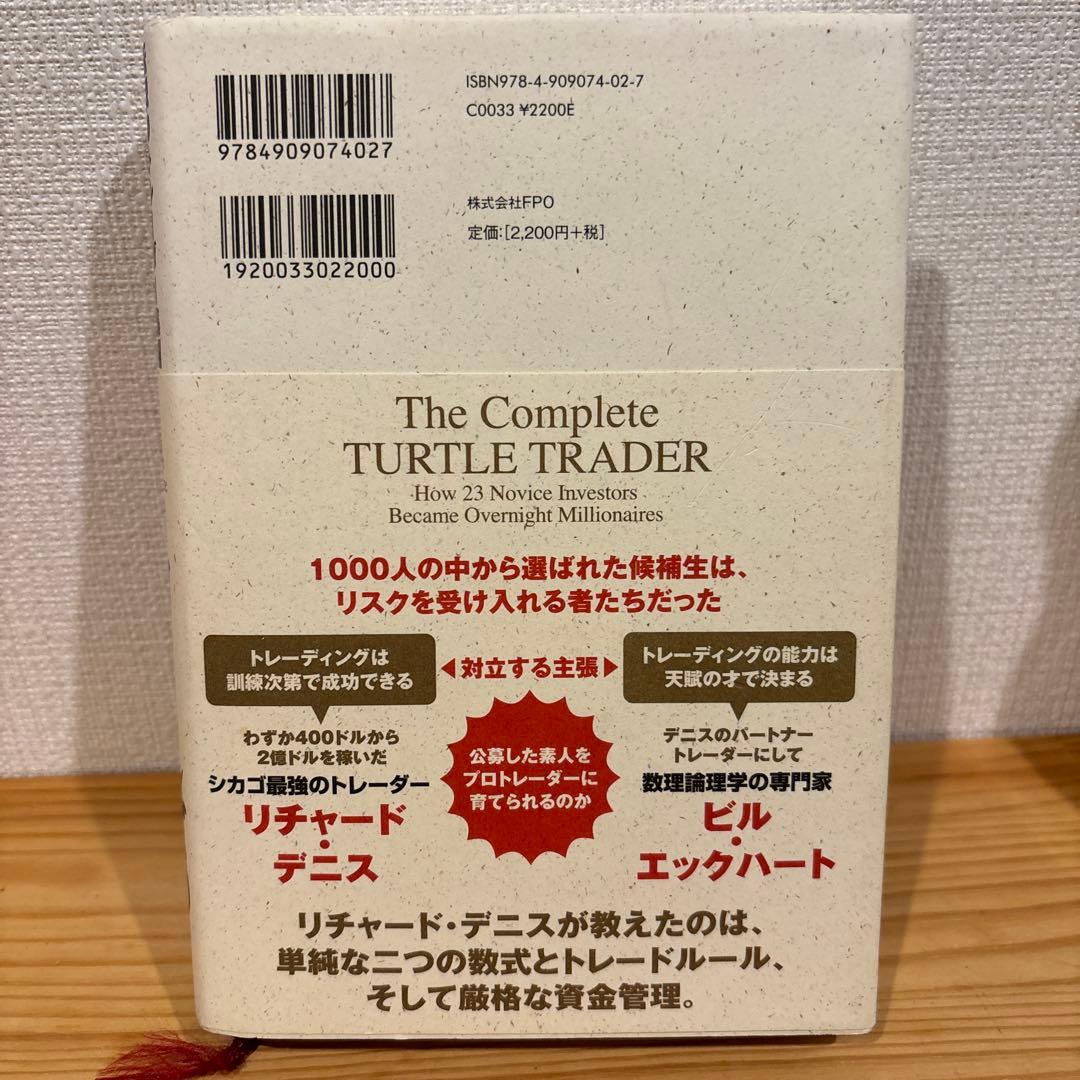 ISBN978-4-909074-02-7
C0033 ¥2200E
9784909074027
株式会社FPO
定価:[2,200円+税]
1920033022000
The Complete
TURTLE TRADER
How 23 Novice Investors
Became Overnight Millionaires
1000人の中から選ばれた候補生は、
リスクを受け入れる者たちだった
トレーディングは
訓練次第で成功できる
◀対立する主張▶
トレーディングの能力は
天賦の才で決まる
わずか400ドルから
2億ドルを稼いだ
シカゴ最強のトレーダー
リチャード・
デニス
公募した素人を
プロトレーダーに
育てられるのか
デニスのパートナー
トレーダーにして
数理論理学の専門家
ビル・
エックハート
リチャード・デニスが教えたのは、
単純な二つの数式とトレードルール、
そして厳格な資金管理。